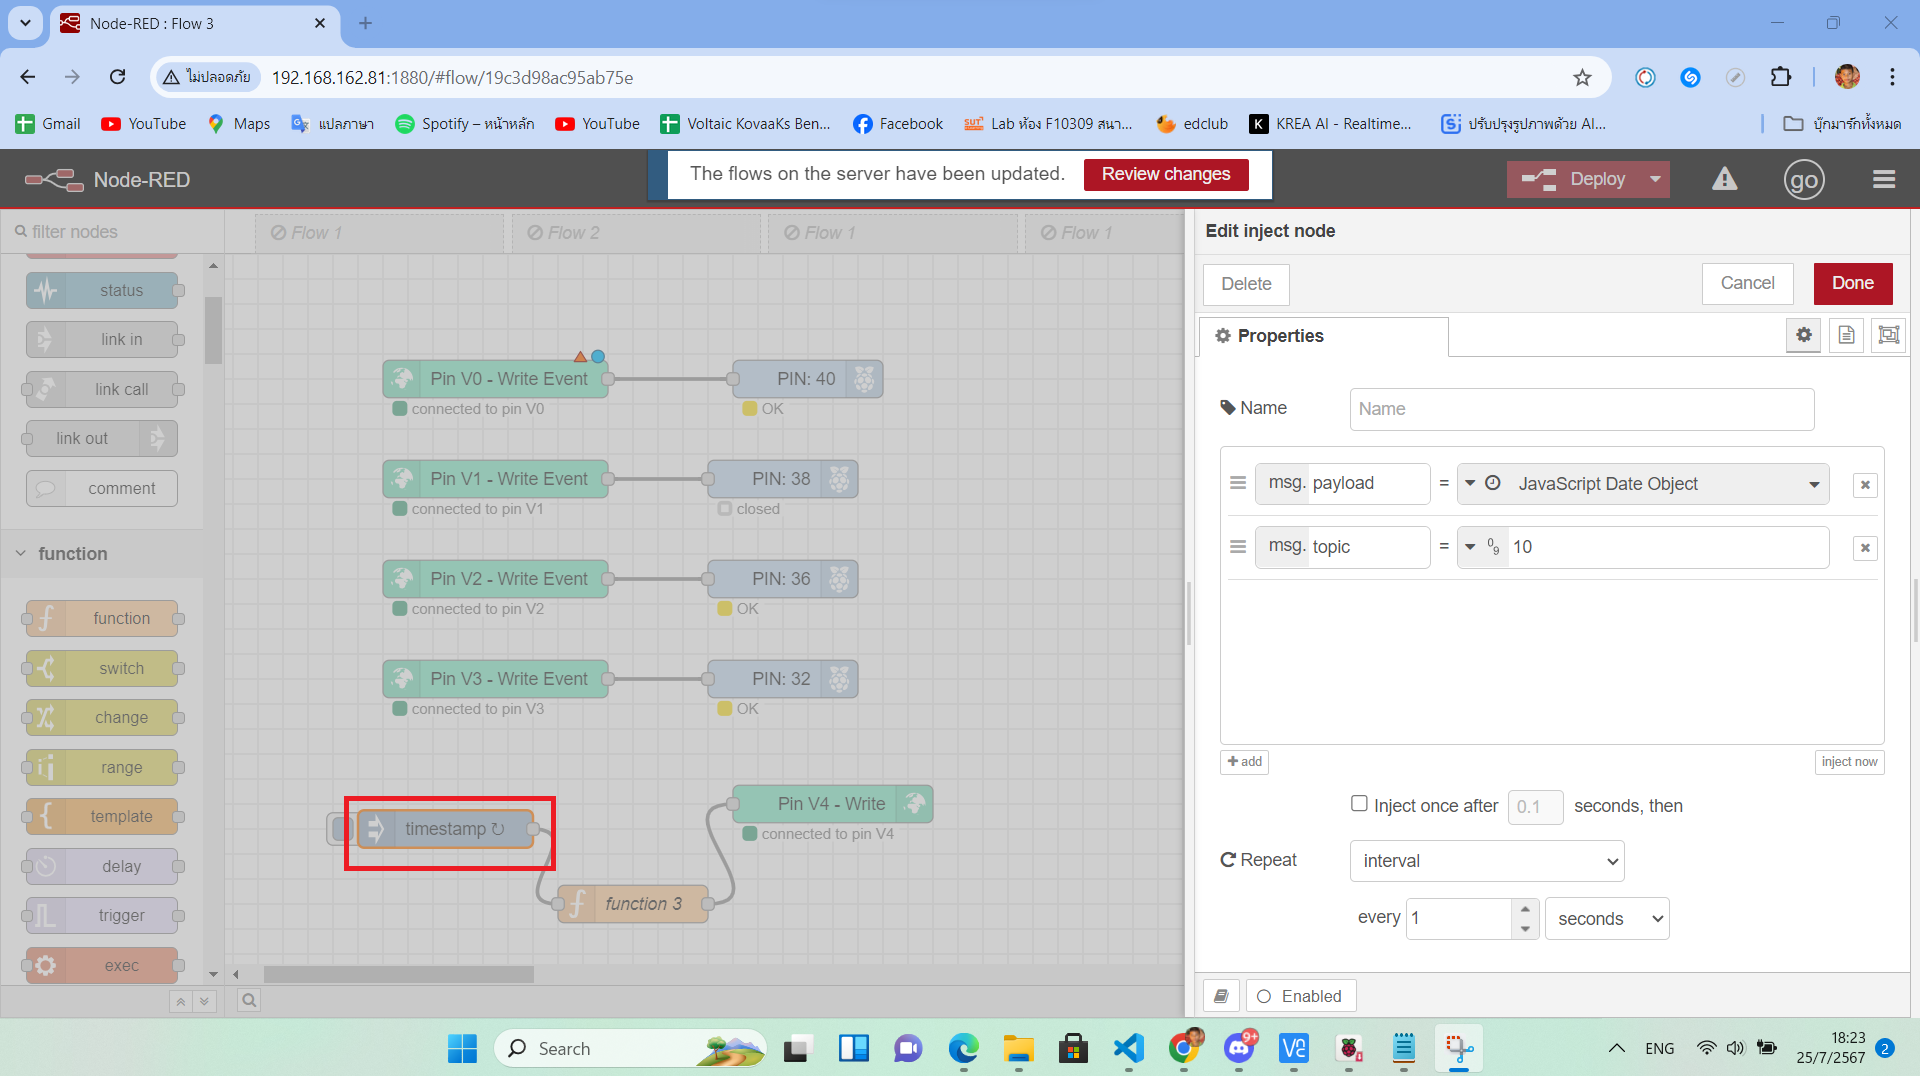 Node-RED : Flow 3
ไม่ปลอดภัย 192.168.162.81:1880/#flow/19c3d98ac95ab75e
Gmail YouTube Maps แปลภาษา Spotify – หน้าหลัก YouTube Voltaic KovaaKs Ben... Facebook Lab ห้อง F10309 สนา... edclub KREA AI - Realtime... ปรับปรุงรูปภาพด้วย AI... บุ๊กมาร์กทั้งหมด
Node-RED
The flows on the server have been updated. Review changes
Deploy
go
filter nodes
Flow 1 Flow 2 Flow 1 Flow 1
status
link in
link call
link out
comment
function
function
switch
change
range
template
delay
trigger
exec
Pin V0 - Write Event PIN: 40
connected to pin V0 OK
Pin V1 - Write Event PIN: 38
connected to pin V1 closed
Pin V2 - Write Event PIN: 36
connected to pin V2 OK
Pin V3 - Write Event PIN: 32
connected to pin V3 OK
timestamp ↻
Pin V4 - Write
connected to pin V4
function 3
Edit inject node
Delete Cancel Done
Properties
Name Name
msg. payload = JavaScript Date Object
msg. topic = 10
add inject now
Inject once after 0.1 seconds, then
Repeat interval
every 1 seconds
Enabled
Search
9+
ENG
18:23
25/7/2567
2